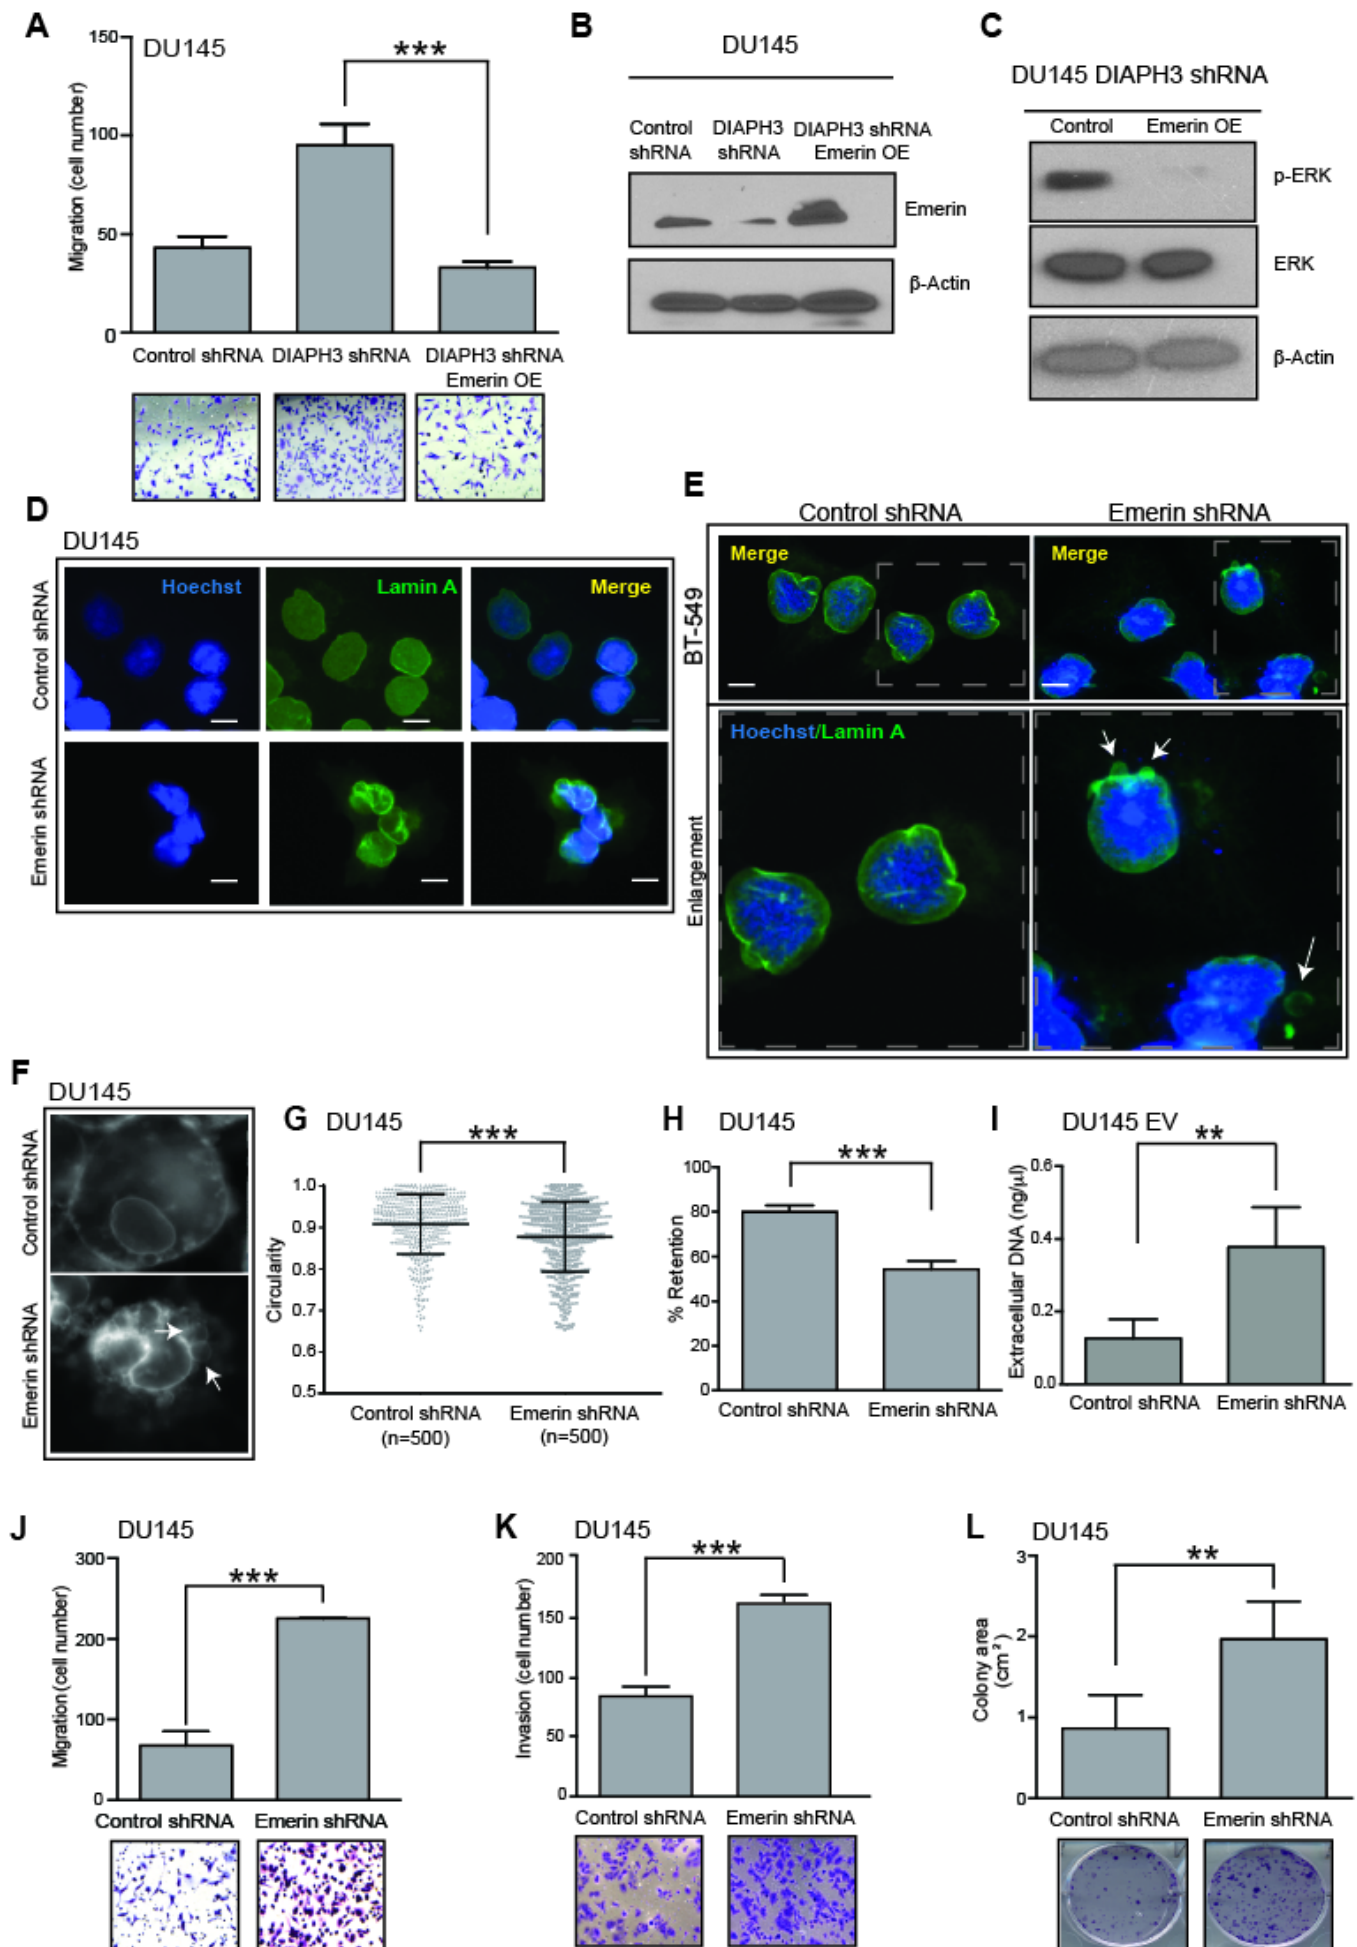 A
DU145
***
150
100
50
0
Migration (cell number)
Control shRNA
DIAPH3 shRNA
DIAPH3 shRNA
Emerin OE
B
DU145
Control
shRNA
DIAPH3
shRNA
DIAPH3 shRNA
Emerin OE
Emerin
β-Actin
C
DU145 DIAPH3 shRNA
Control
Emerin OE
p-ERK
ERK
β-Actin
D
DU145
Control shRNA
Hoechst
Lamin A
Merge
Emerin shRNA
E
Control shRNA
Emerin shRNA
BT-549
Merge
Merge
Enlargement
Hoechst/Lamin A
F
DU145
Control shRNA
Emerin shRNA
G
DU145
***
1.0
0.9
0.8
0.7
0.6
0.5
Circularity
Control shRNA
(n=500)
Emerin shRNA
(n=500)
H
DU145
***
100
80
60
40
20
0
% Retention
Control shRNA
Emerin shRNA
I
DU145 EV
**
0.6
0.4
0.2
0.0
Extracellular DNA (ng/µl)
Control shRNA
Emerin shRNA
J
DU145
***
300
200
100
0
Migration (cell number)
Control shRNA
Emerin shRNA
K
DU145
***
200
150
100
50
0
Invasion (cell number)
Control shRNA
Emerin shRNA
L
DU145
**
3
2
1
0
Colony area
(cm²)
Control shRNA
Emerin shRNA